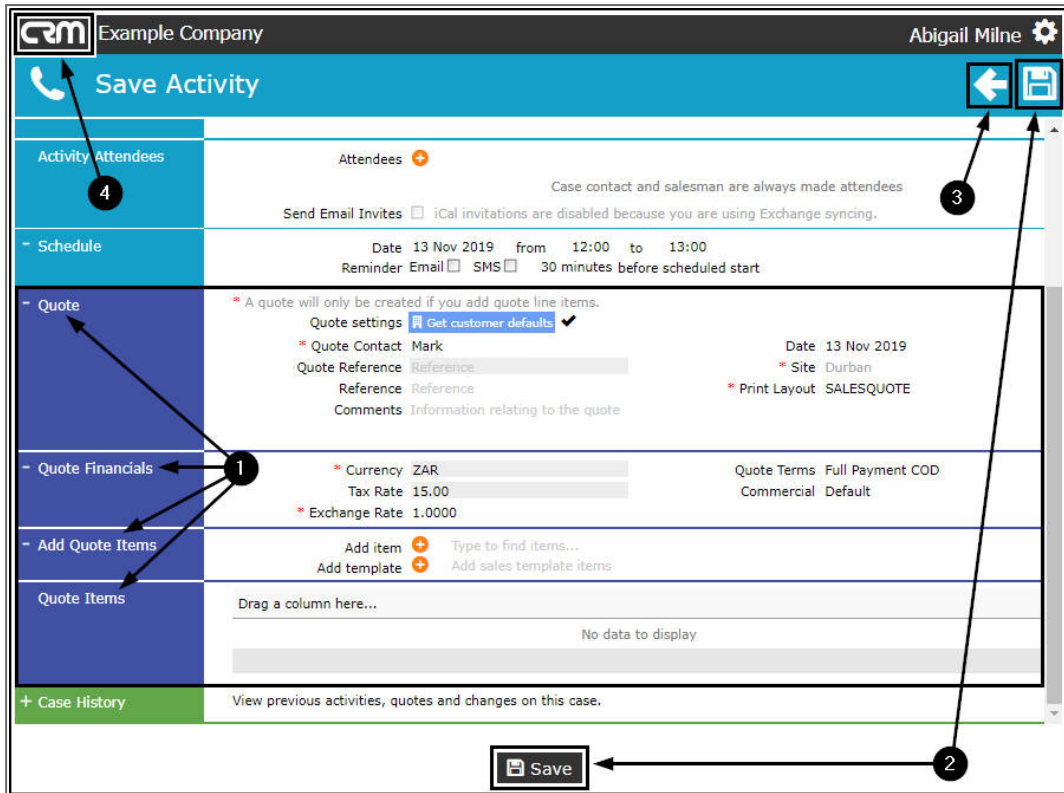 CRM Example Company Abigail Milne
Save Activity
Activity Attendees
Attendees
Case contact and salesman are always made attendees
Send Email Invites iCal invitations are disabled because you are using Exchange syncing.
4
3
- Schedule
Date 13 Nov 2019 from 12:00 to 13:00
Reminder Email SMS 30 minutes before scheduled start
- Quote
* A quote will only be created if you add quote line items.
Quote settings Get customer defaults
* Quote Contact Mark Date 13 Nov 2019
Quote Reference Reference * Site Durban
Reference Reference * Print Layout SALESQUOTE
Comments Information relating to the quote
- Quote Financials
1
* Currency ZAR Quote Terms Full Payment COD
Tax Rate 15.00 Commercial Default
* Exchange Rate 1.0000
- Add Quote Items
Add item Type to find items...
Add template Add sales template items
Quote Items
Drag a column here...
No data to display
+ Case History View previous activities, quotes and changes on this case.
Save
2